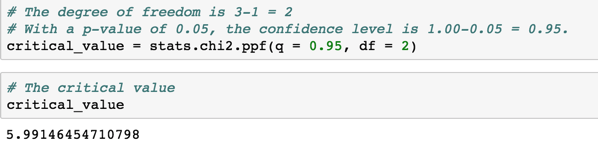 # The degree of freedom is 3-1 = 2
# With a p-value of 0.05, the confidence level is 1.00-0.05 = 0.95.
critical_value = stats.chi2.ppf(q = 0.95, df = 2)
# The critical value
critical_value
5.99146454710798